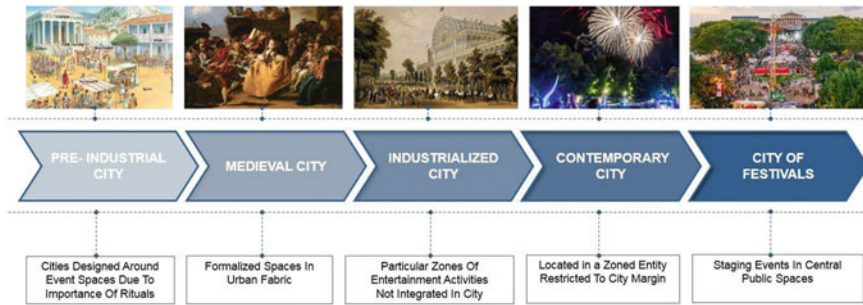 PRE- INDUSTRIAL
CITY
MEDIEVAL CITY
INDUSTRIALIZED
CITY
CONTEMPORARY
CITY
CITY OF
FESTIVALS
Cities Designed Around
Event Spaces Due To
Importance Of Rituals
Formalized Spaces In
Urban Fabric
Particular Zones Of
Entertainment Activities
Not Integrated In City
Located in a Zoned Entity
Restricted To City Margin
Staging Events In Central
Public Spaces